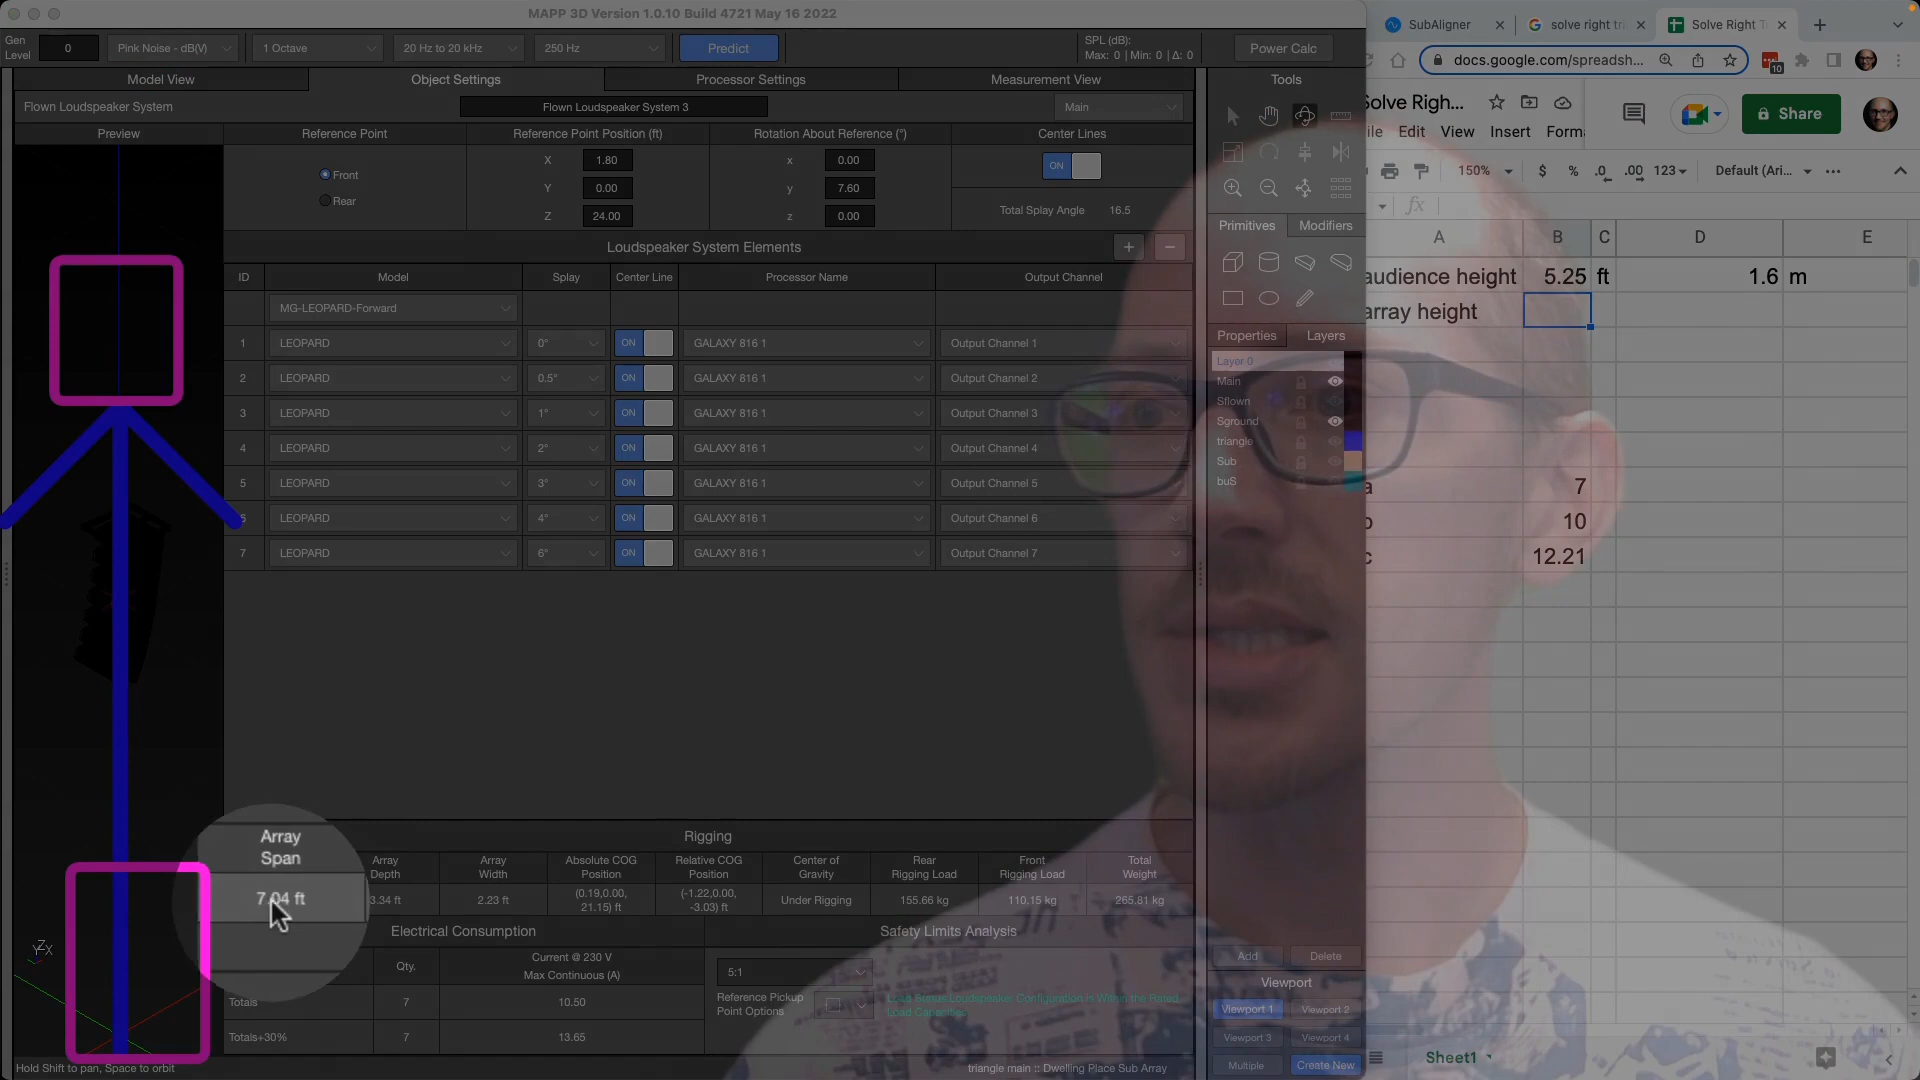 MAPP 3D Version 1.0.10 Build 4721 May 16 2022
Gen Level
0
Pink Noise - dB(V)
1 Octave
20 Hz to 20 kHz
250 Hz
Predict
SPL (dB):
Max: 0 | Min: 0 | Δ: 0
Power Calc
Model View
Object Settings
Processor Settings
Measurement View
Flown Loudspeaker System
Flown Loudspeaker System 3
Main
Preview
Reference Point
Reference Point Position (ft)
Rotation About Reference (°)
Center Lines
Front
Rear
X 1.80
Y 0.00
Z 24.00
x 0.00
y 7.60
z 0.00
ON
Total Splay Angle 16.5
Loudspeaker System Elements
+ −
ID Model Splay Center Line Processor Name Output Channel
MG-LEOPARD-Forward
1 LEOPARD 0° ON GALAXY 816 1 Output Channel 1
2 LEOPARD 0.5° ON GALAXY 816 1 Output Channel 2
3 LEOPARD 1° ON GALAXY 816 1 Output Channel 3
4 LEOPARD 2° ON GALAXY 816 1 Output Channel 4
5 LEOPARD 3° ON GALAXY 816 1 Output Channel 5
6 LEOPARD 4° ON GALAXY 816 1 Output Channel 6
7 LEOPARD 6° ON GALAXY 816 1 Output Channel 7
Rigging
Array Span
7.04 ft
Array Depth
3.34 ft
Array Width
2.23 ft
Absolute COG Position
(0.19,0.00, 21.15) ft
Relative COG Position
(-1.22,0.00, -3.03) ft
Center of Gravity
Under Rigging
Rear Rigging Load
155.66 kg
Front Rigging Load
110.15 kg
Total Weight
265.81 kg
Electrical Consumption
Qty.
Current @ 230 V
Max Continuous (A)
Totals 7 10.50
Totals+30% 7 13.65
Safety Limits Analysis
5:1
Reference Pickup
Point Options
Load Status:Loudspeaker Configuration is Within the Rated
Load Capacities
Hold Shift to pan, Space to orbit
triangle main :: Dwelling Place Sub Array
Z
Y X
Tools
Primitives
Modifiers
Properties
Layers
Layer 0
Main
Sflown
Sground
triangle
Sub
buS
Add
Delete
Viewport
Viewport 1
Viewport 2
Viewport 3
Viewport 4
Multiple
Create New
SubAligner
solve right tri
Solve Right T
docs.google.com/spreadsh...
10
Solve Righ...
Edit View Insert Forma
Share
150%
$ % .0 .00 123
Default (Ari...
fx
A B C D E
audience height 5.25 ft 1.6 m
array height
a 7
10
c 12.21
Sheet1